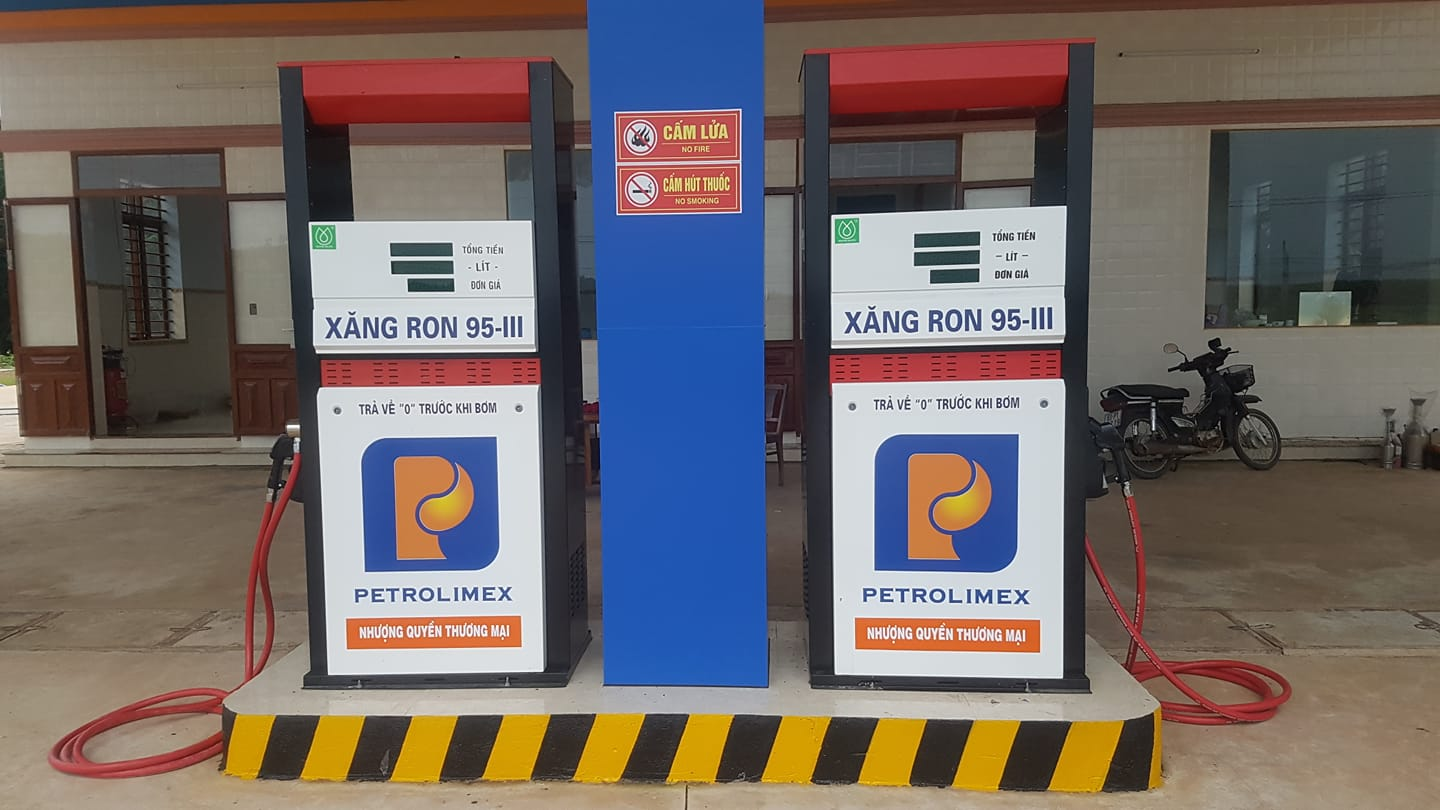 CẤM LỬA
NO FIRE
CẤM HÚT THUỐC
NO SMOKING
TỔNG TIỀN
- LÍT -
ĐƠN GIÁ
XĂNG RON 95-III
TRẢ VỀ "0" TRƯỚC KHI BƠM
PETROLIMEX
NHƯỢNG QUYỀN THƯƠNG MẠI
TỔNG TIỀN
- LÍT -
ĐƠN GIÁ
XĂNG RON 95-III
TRẢ VỀ "0" TRƯỚC KHI BƠM
PETROLIMEX
NHƯỢNG QUYỀN THƯƠNG MẠI